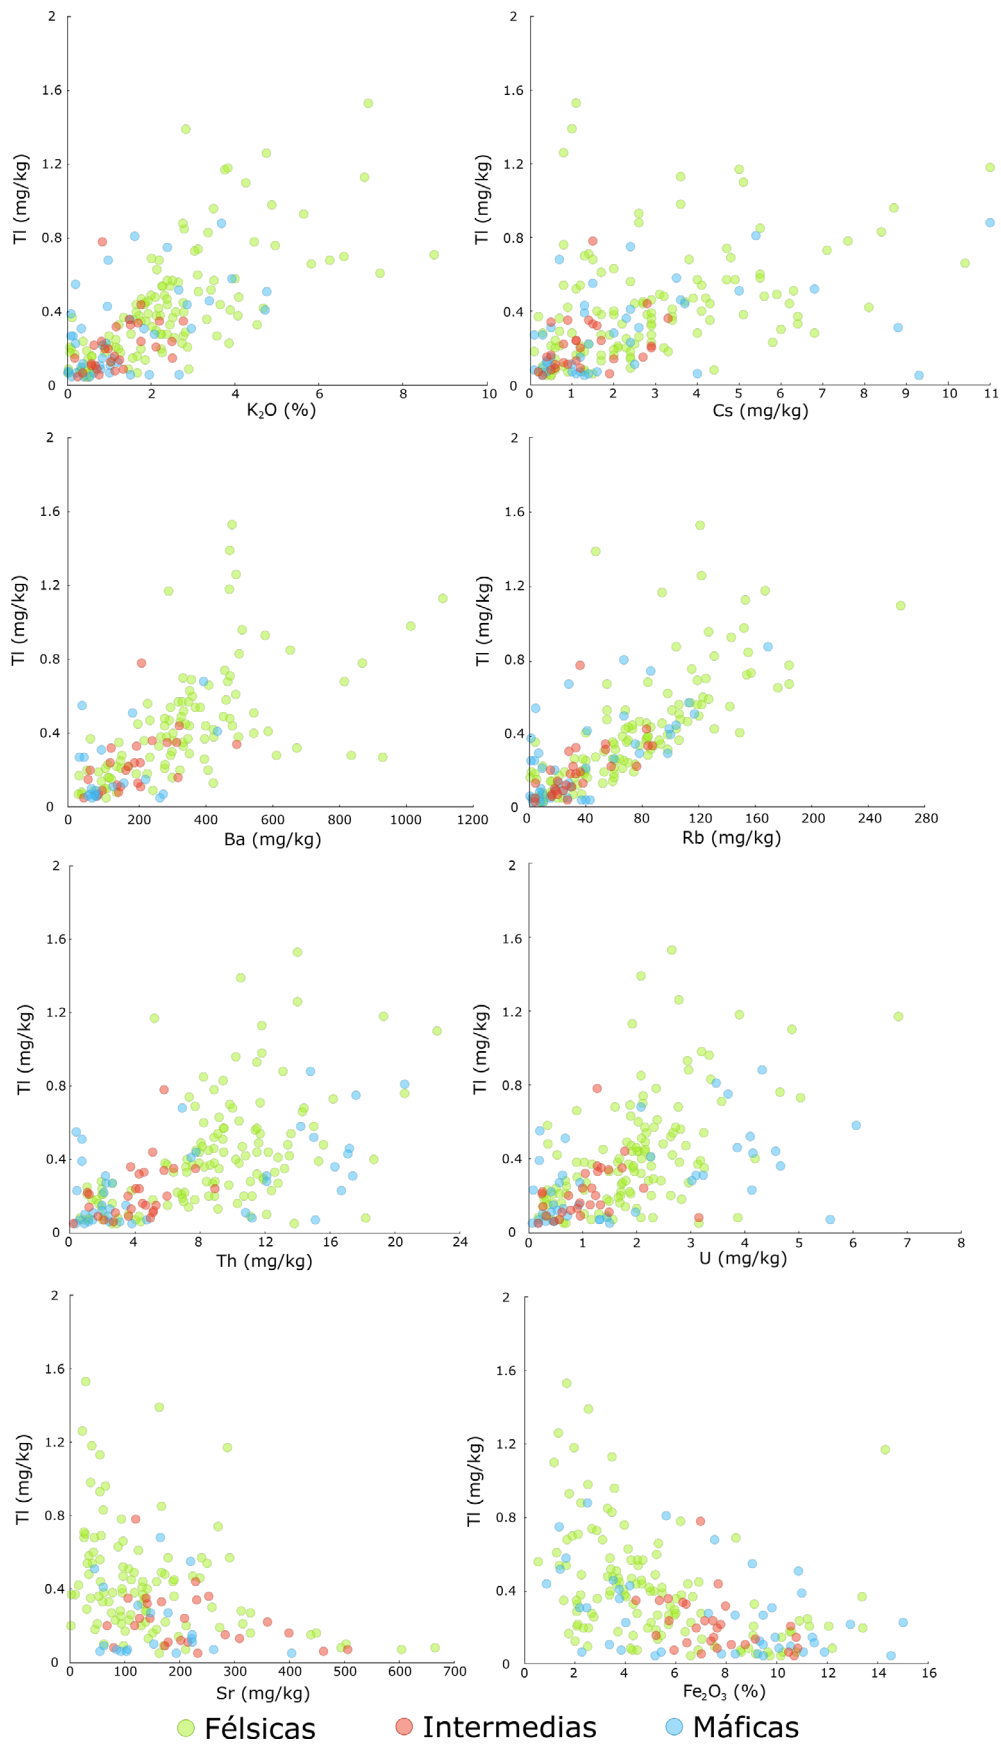 2
1.6
1.2
0.8
0.4
0
Tl (mg/kg)
0 2 4 6 8 10
K₂O (%)
2
1.6
1.2
0.8
0.4
0
Tl (mg/kg)
0 1 2 3 4 5 6 7 8 9 10 11
Cs (mg/kg)
2
1.6
1.2
0.8
0.4
0
Tl (mg/kg)
0 200 400 600 800 1000 1200
Ba (mg/kg)
2
1.6
1.2
0.8
0.4
0
Tl (mg/kg)
0 40 80 120 160 200 240 280
Rb (mg/kg)
2
1.6
1.2
0.8
0.4
0
Tl (mg/kg)
0 4 8 12 16 20 24
Th (mg/kg)
2
1.6
1.2
0.8
0.4
0
Tl (mg/kg)
0 1 2 3 4 5 6 7 8
U (mg/kg)
2
1.6
1.2
0.8
0.4
0
Tl (mg/kg)
0 100 200 300 400 500 600 700
Sr (mg/kg)
2
1.6
1.2
0.8
0.4
0
Tl (mg/kg)
0 2 4 6 8 10 12 14 16
Fe₂O₃ (%)
Félsicas Intermedias Máficas